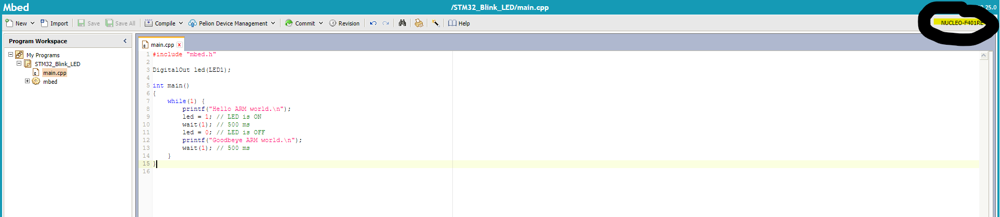 Mbed
/STM32_Blink_LED/main.cpp
25.0
New Import Save Save All Compile Pelion Device Management Commit Revision Help
NUCLEO-F401RE
Program Workspace
My Programs
STM32_Blink_LED
main.cpp
mbed
main.cpp
1 #include "mbed.h"
2
3 DigitalOut led(LED1);
4
5 int main()
6 {
7 while(1) {
8 printf("Hello ARM world.\n");
9 led = 1; // LED is ON
10 wait(1); // 500 ms
11 led = 0; // LED is OFF
12 printf("Goodbeye ARM world.\n");
13 wait(1); // 500 ms
14 }
15 }
16